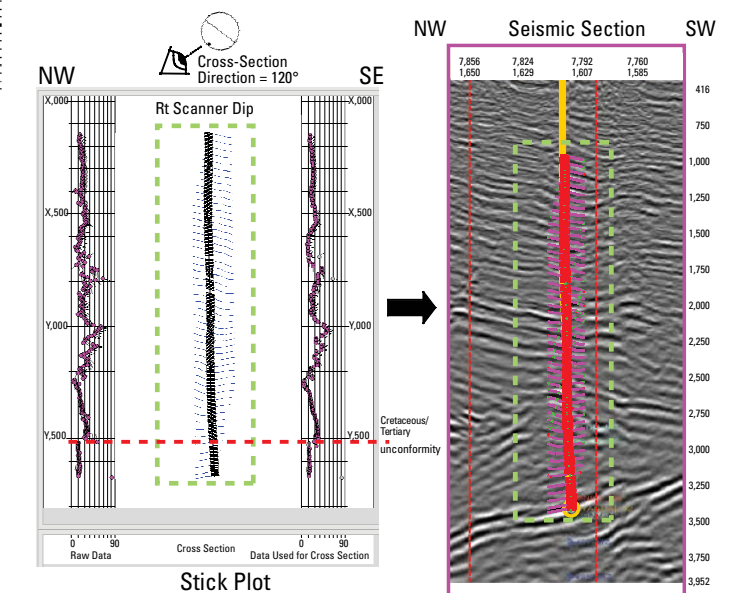 Cross-Section
Direction = 120°
NW
SE
Rt Scanner Dip
X,000
X,000
X,500
X,500
Y,000
Y,000
Y,500
Y,500
Cretaceous/
Tertiary
unconformity
0 90
Raw Data
Cross Section
0 90
Data Used for Cross Section
Stick Plot
NW Seismic Section SW
7,856 7,824 7,792 7,760
1,650 1,629 1,607 1,585
416
750
1,000
1,250
1,500
1,750
2,000
2,250
2,500
2,750
3,000
3,250
3,500
3,750
3,952